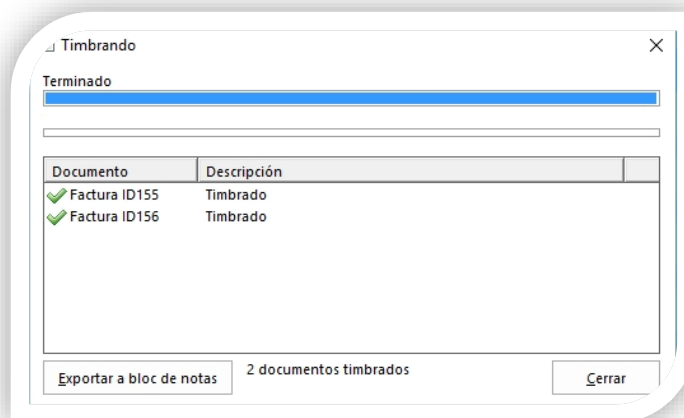 Timbrando
Terminado
Documento Descripción
Factura ID155 Timbrado
Factura ID156 Timbrado
Exportar a bloc de notas 2 documentos timbrados Cerrar